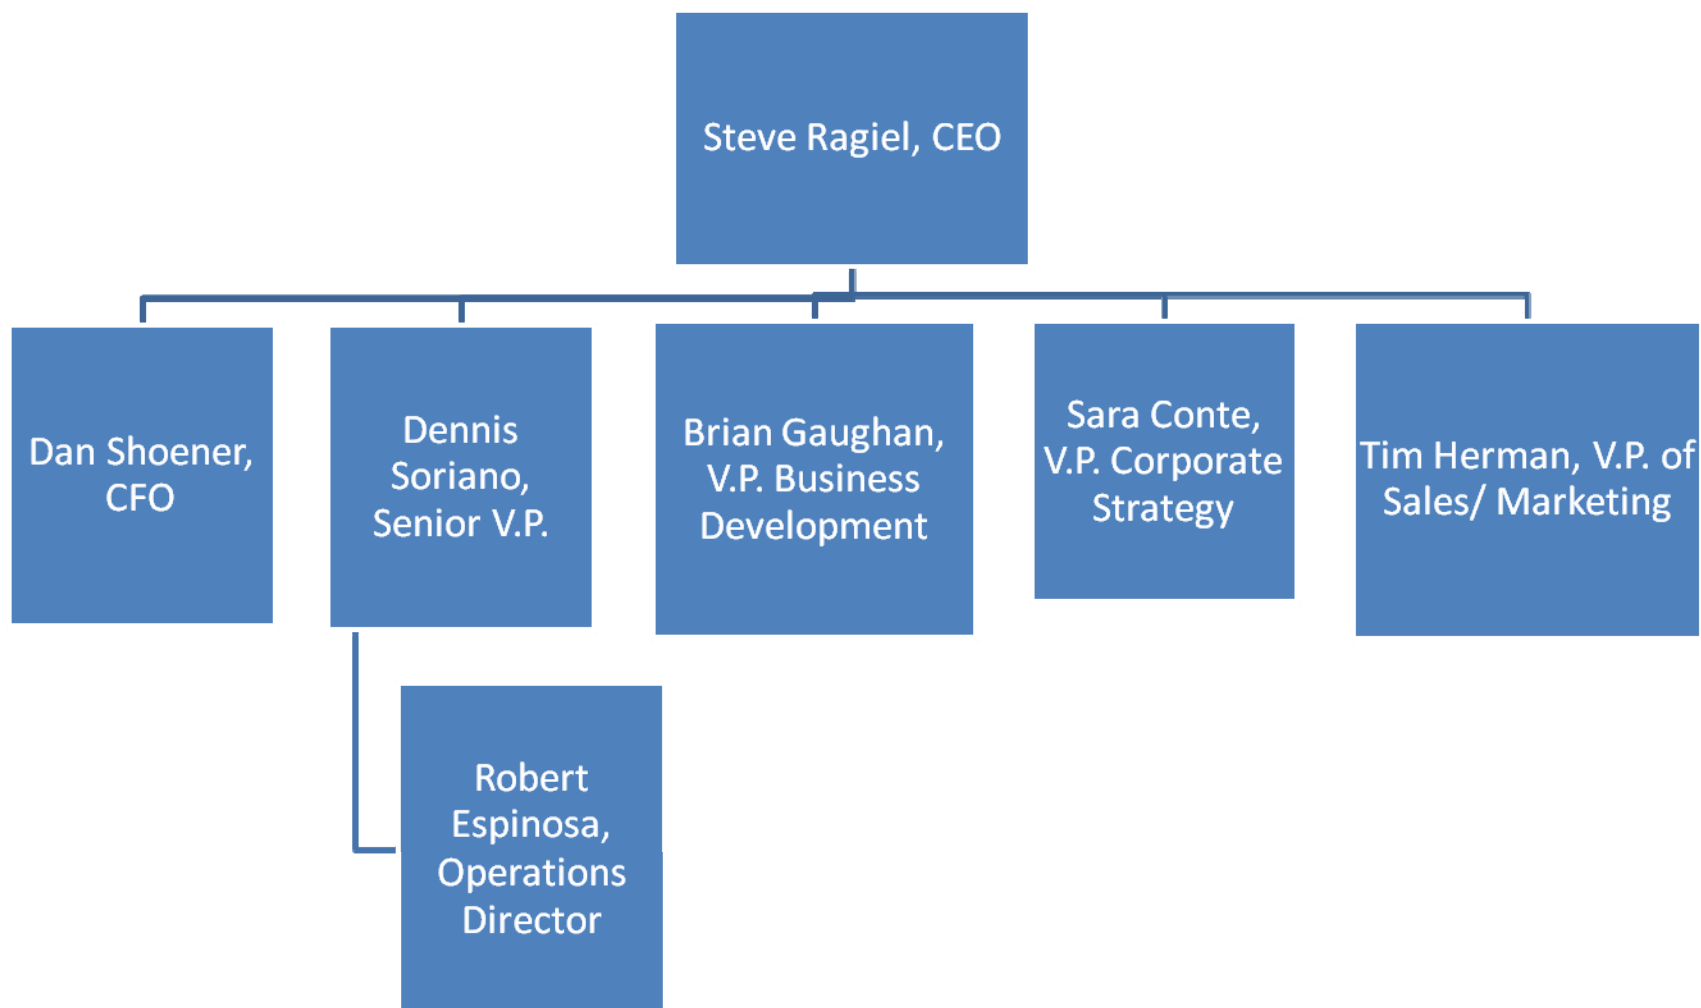 Steve Ragiel, CEO
Dan Shoener,
CFO
Dennis
Soriano,
Senior V.P.
Brian Gaughan,
V.P. Business
Development
Sara Conte,
V.P. Corporate
Strategy
Tim Herman, V.P. of
Sales/ Marketing
Robert
Espinosa,
Operations
Director